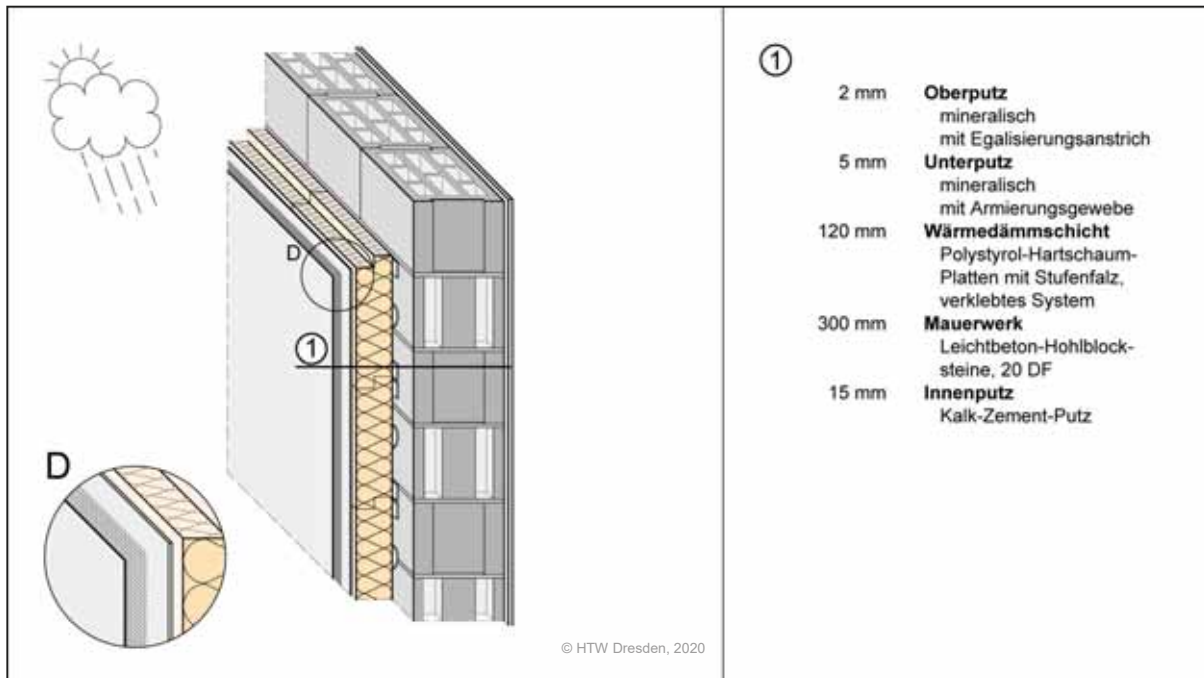 D
①
D
© HTW Dresden, 2020
①
2 mm Oberputz
mineralisch
mit Egalisierungsanstrich
5 mm Unterputz
mineralisch
mit Armierungsgewebe
120 mm Wärmedämmschicht
Polystyrol-Hartschaum-
Platten mit Stufenfalz,
verklebtes System
300 mm Mauerwerk
Leichtbeton-Hohlblock-
steine, 20 DF
15 mm Innenputz
Kalk-Zement-Putz